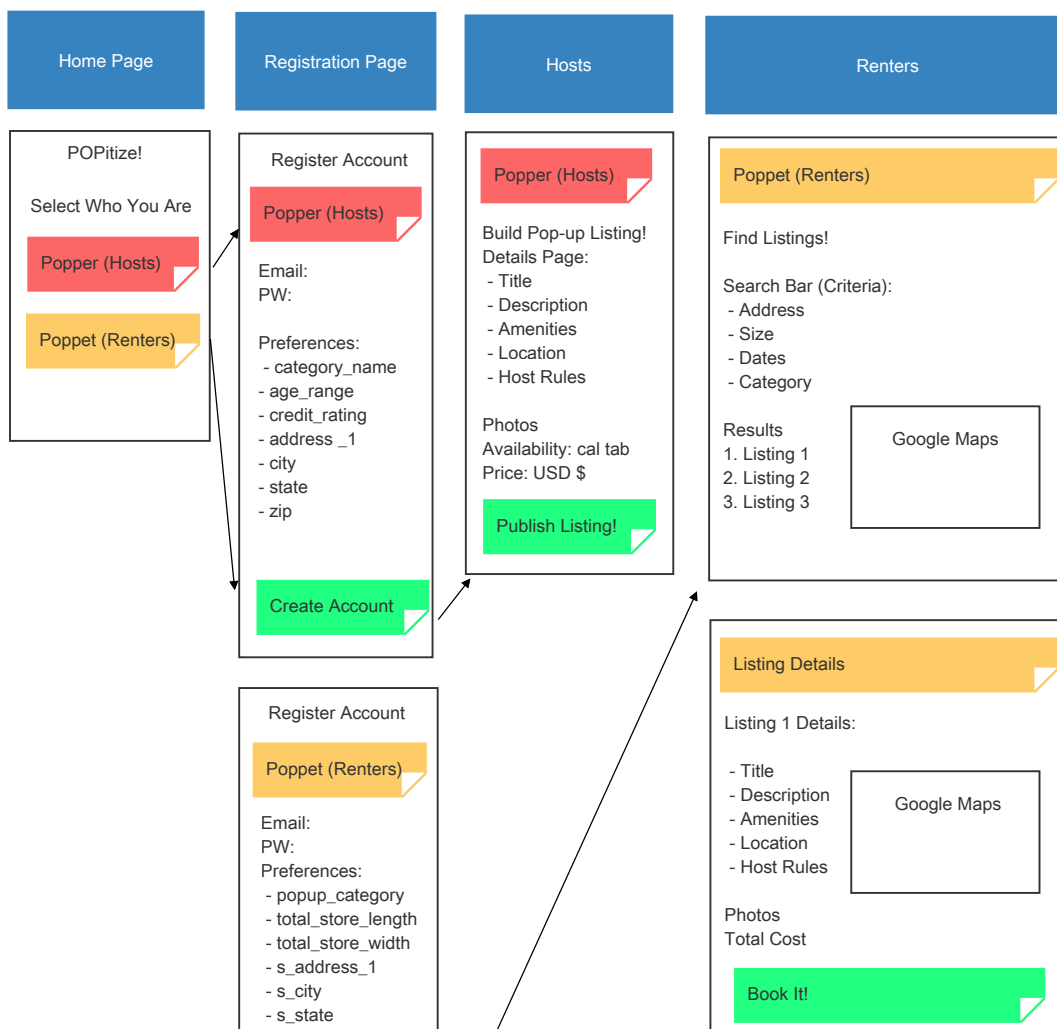 Home Page
Registration Page
Hosts
Renters
POPitize!
Select Who You Are
Popper (Hosts)
Poppet (Renters)
Register Account
Popper (Hosts)
Email:
PW:
Preferences:
- category_name
- age_range
- credit_rating
- address _1
- city
- state
- zip
Create Account
Register Account
Poppet (Renters)
Email:
PW:
Preferences:
- popup_category
- total_store_length
- total_store_width
- s_address_1
- s_city
- s_state
Popper (Hosts)
Build Pop-up Listing!
Details Page:
- Title
- Description
- Amenities
- Location
- Host Rules
Photos
Availability: cal tab
Price: USD $
Publish Listing!
Poppet (Renters)
Find Listings!
Search Bar (Criteria):
- Address
- Size
- Dates
- Category
Results
1. Listing 1
2. Listing 2
3. Listing 3
Google Maps
Listing Details
Listing 1 Details:
- Title
- Description
- Amenities
- Location
- Host Rules
Google Maps
Photos
Total Cost
Book It!